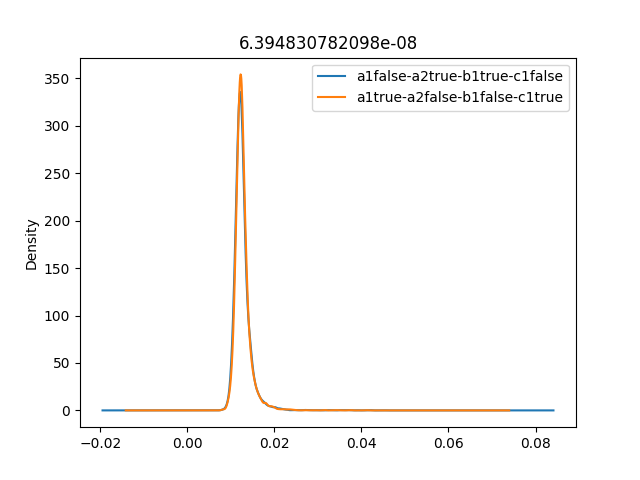 6.394830782098e-08
a1false-a2true-b1true-c1false
a1true-a2false-b1false-c1true
Density
350
300
250
200
150
100
50
0
−0.02 0.00 0.02 0.04 0.06 0.08